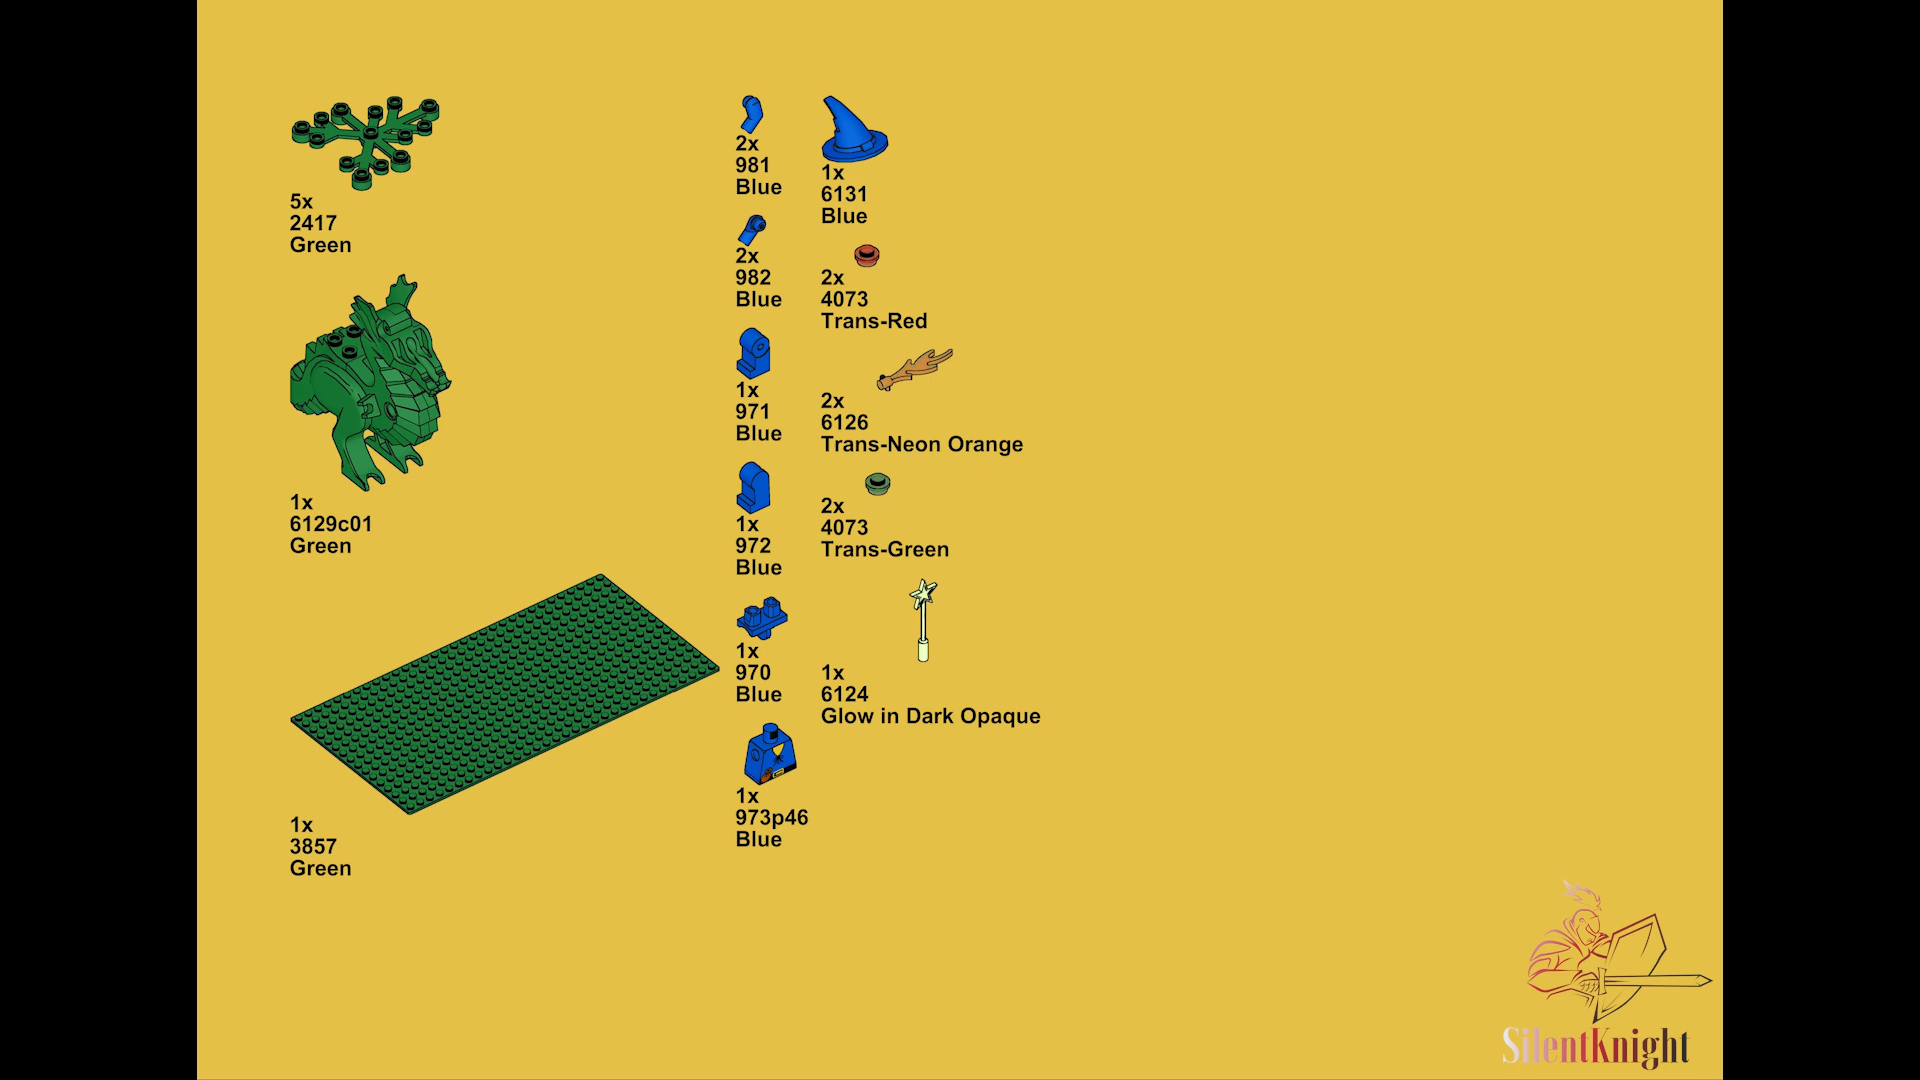 5x
2417
Green
1x
6129c01
Green
1x
3857
Green
2x
981
Blue
2x
982
Blue
1x
971
Blue
1x
972
Blue
1x
970
Blue
1x
973p46
Blue
1x
6131
Blue
2x
4073
Trans-Red
2x
6126
Trans-Neon Orange
2x
4073
Trans-Green
1x
6124
Glow in Dark Opaque
SilentKnight